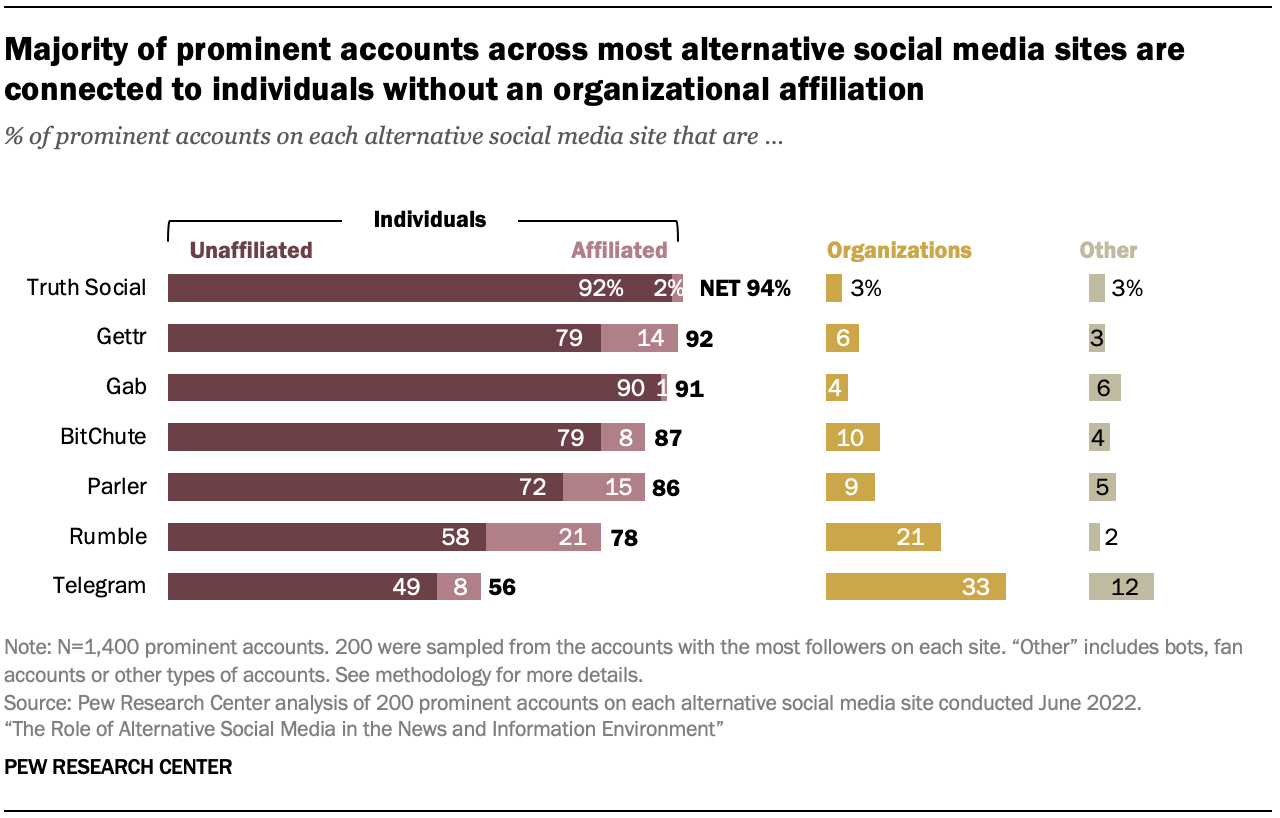 Majority of prominent accounts across most alternative social media sites are
connected to individuals without an organizational affiliation
% of prominent accounts on each alternative social media site that are ...
Individuals
Unaffiliated Affiliated Organizations Other
Truth Social 92% 2% NET 94% 3% 3%
Gettr 79 14 92 6 3
Gab 90 1 91 4 6
BitChute 79 8 87 10 4
Parler 72 15 86 9 5
Rumble 58 21 78 21 2
Telegram 49 8 56 33 12
Note: N=1,400 prominent accounts. 200 were sampled from the accounts with the most followers on each site. “Other” includes bots, fan
accounts or other types of accounts. See methodology for more details.
Source: Pew Research Center analysis of 200 prominent accounts on each alternative social media site conducted June 2022.
“The Role of Alternative Social Media in the News and Information Environment”
PEW RESEARCH CENTER